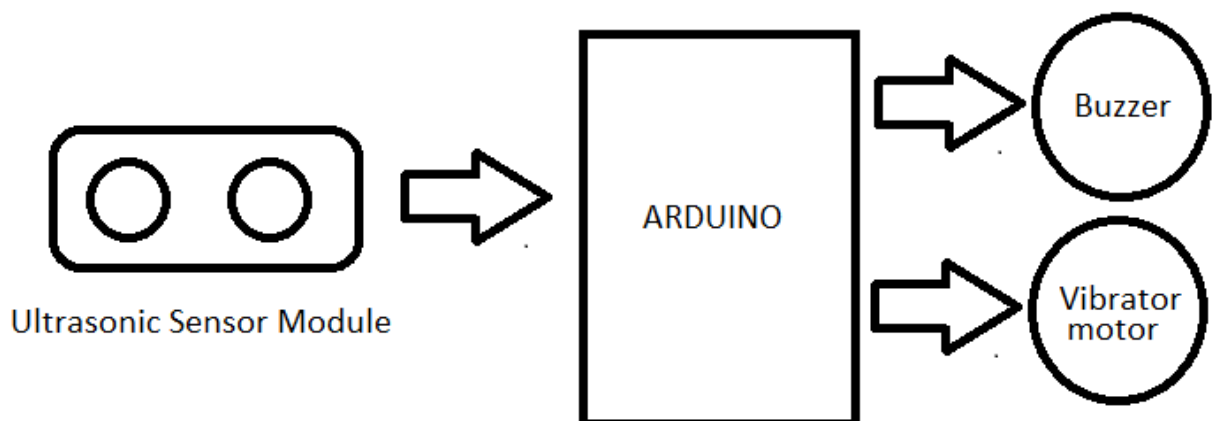 Ultrasonic Sensor Module
ARDUINO
Buzzer
Vibrator
motor